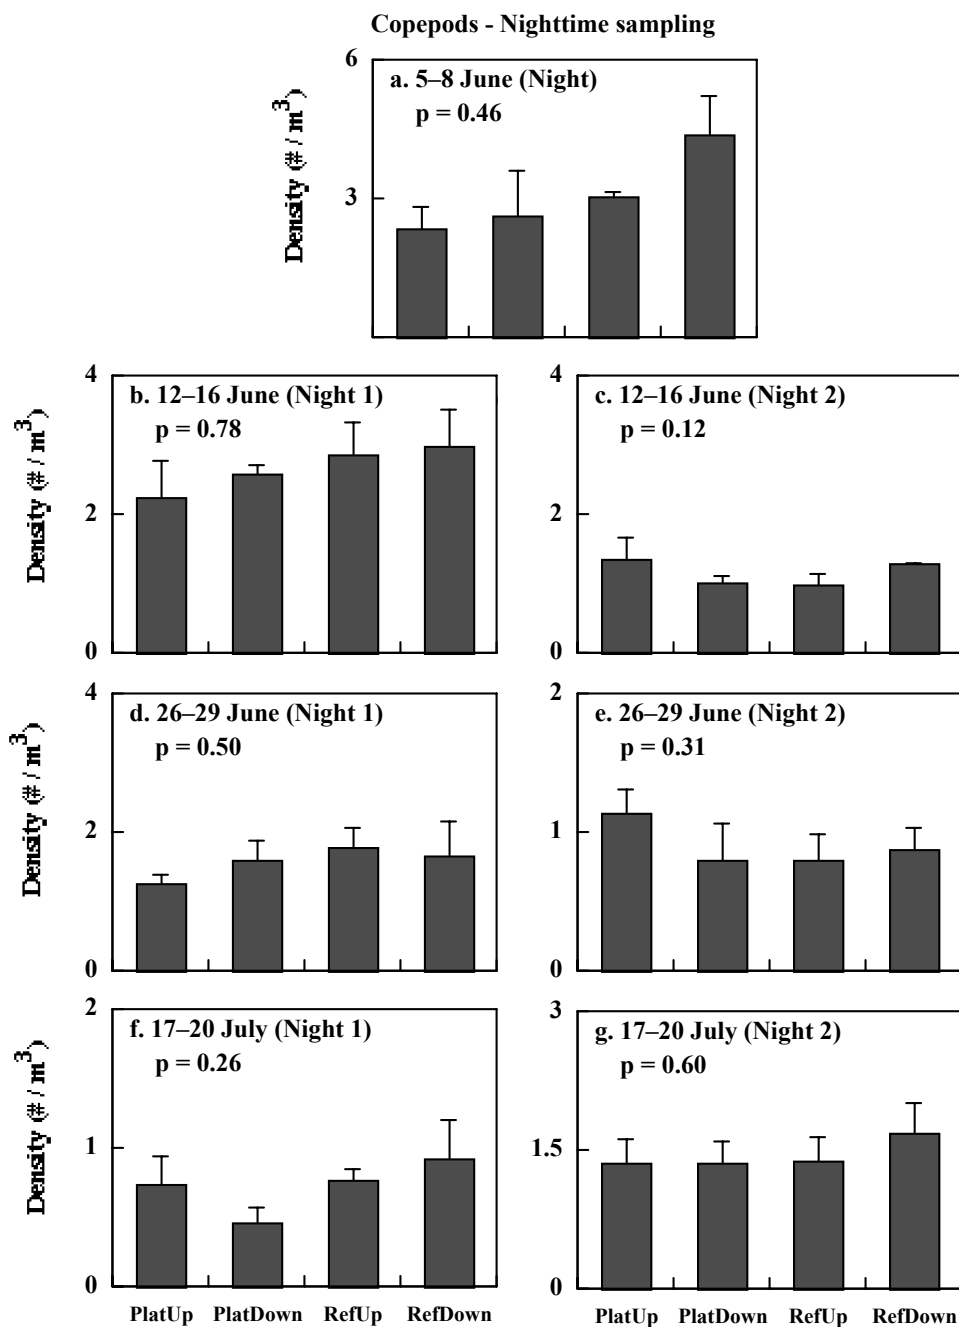 Copepods - Nighttime sampling
6
a. 5–8 June (Night)
p = 0.46
Density (# / m³)
3
4
b. 12–16 June (Night 1)
p = 0.78
Density (# / m³)
2
0
4
c. 12–16 June (Night 2)
p = 0.12
2
0
4
d. 26–29 June (Night 1)
p = 0.50
Density (# / m³)
2
0
2
e. 26–29 June (Night 2)
p = 0.31
1
0
2
f. 17–20 July (Night 1)
p = 0.26
Density (# / m³)
1
0
3
g. 17–20 July (Night 2)
p = 0.60
1.5
0
PlatUp PlatDown RefUp RefDown
PlatUp PlatDown RefUp RefDown